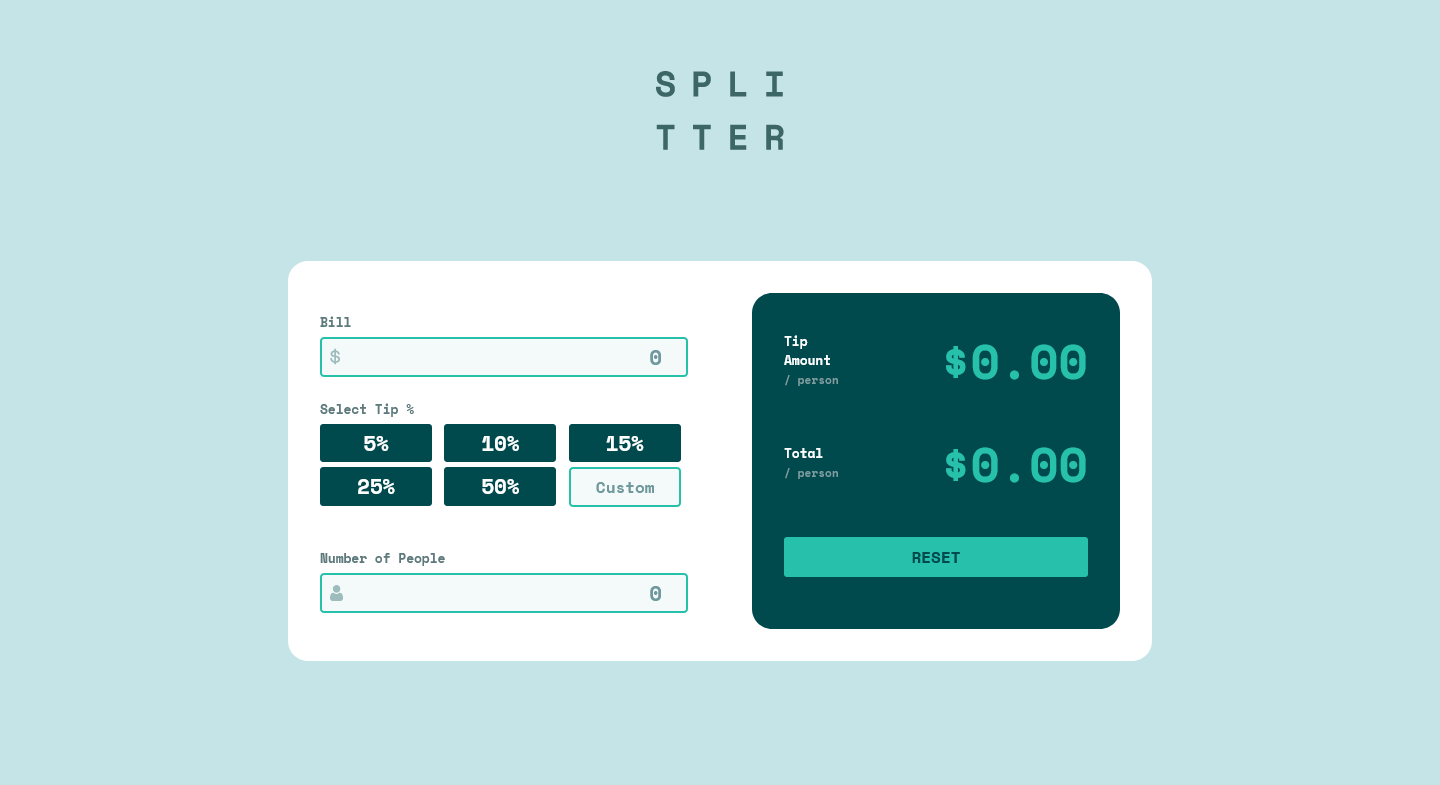 SPLI
TTER
Bill
$ 0
Select Tip %
5% 10% 15%
25% 50% Custom
Number of People
0
Tip
Amount
/ person
$0.00
Total
/ person
$0.00
RESET